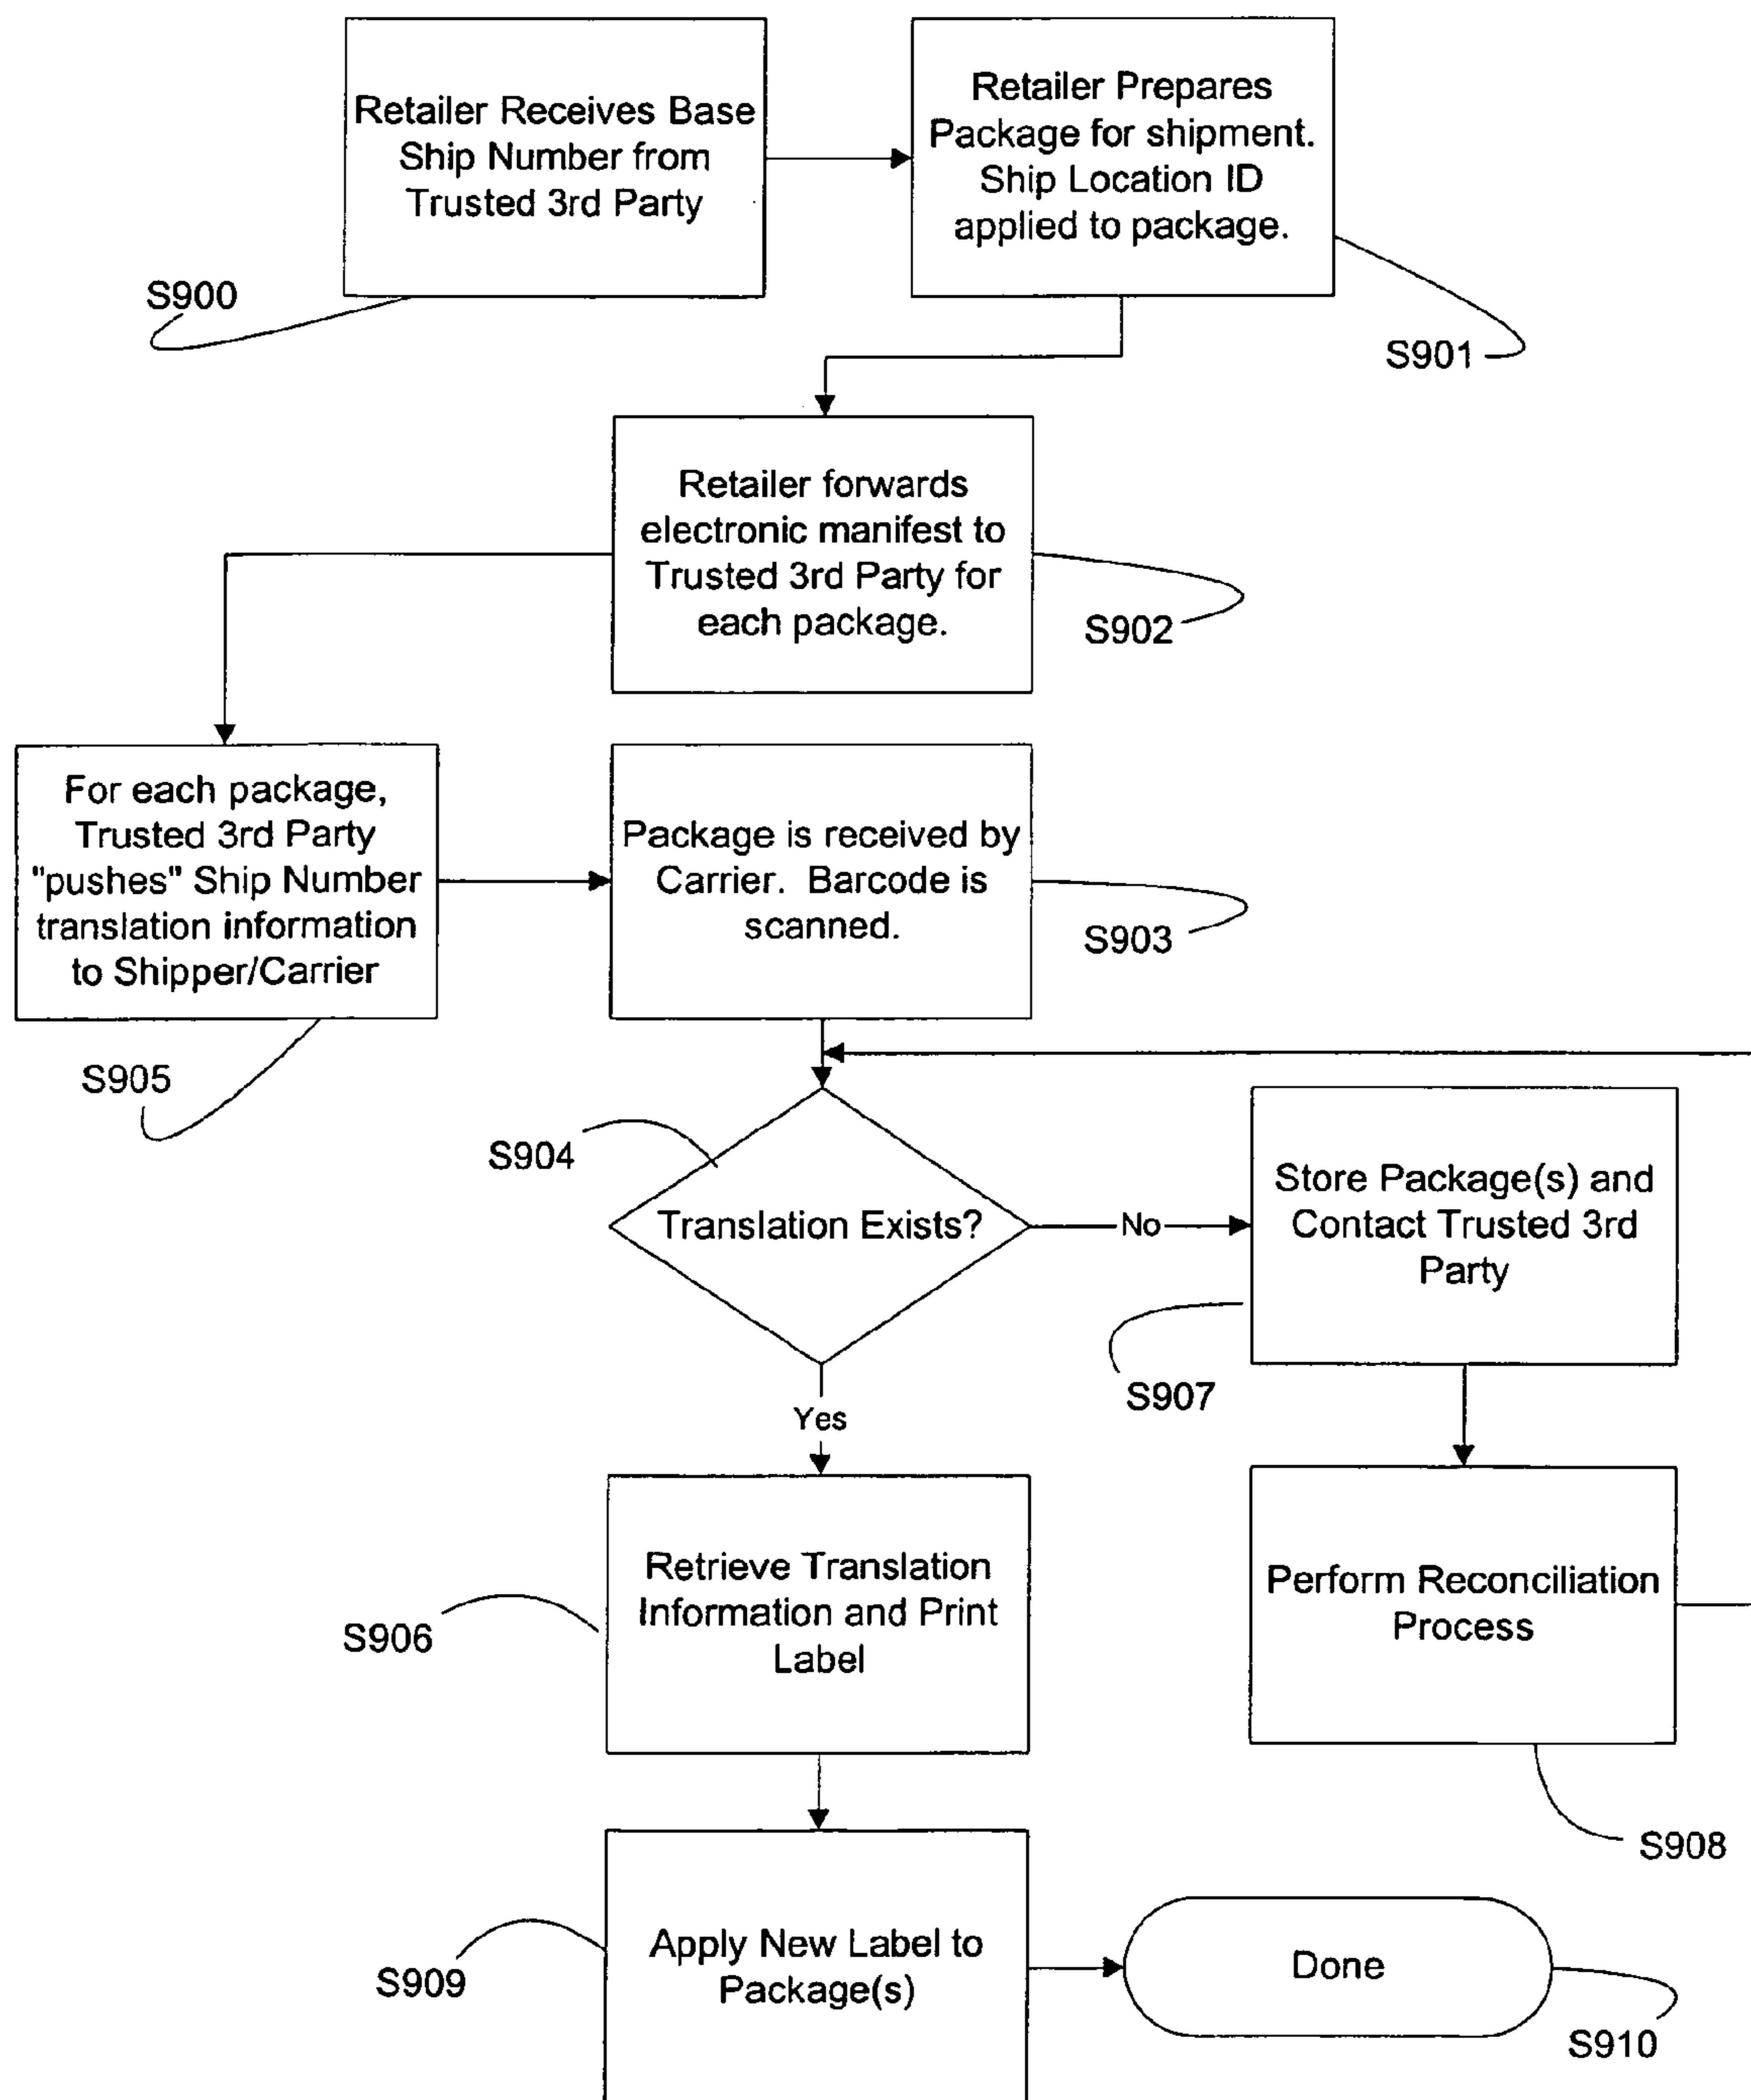 Retailer Receives Base
Ship Number from
Trusted 3rd Party
S900
Retailer Prepares
Package for shipment.
Ship Location ID
applied to package.
S901
Retailer forwards
electronic manifest to
Trusted 3rd Party for
each package.
S902
For each package,
Trusted 3rd Party
"pushes" Ship Number
translation information
to Shipper/Carrier
S905
Package is received by
Carrier. Barcode is
scanned.
S903
S904
Translation Exists?
No
Store Package(s) and
Contact Trusted 3rd
Party
S907
Yes
Retrieve Translation
Information and Print
Label
S906
Perform Reconciliation
Process
S908
Apply New Label to
Package(s)
S909
Done
S910